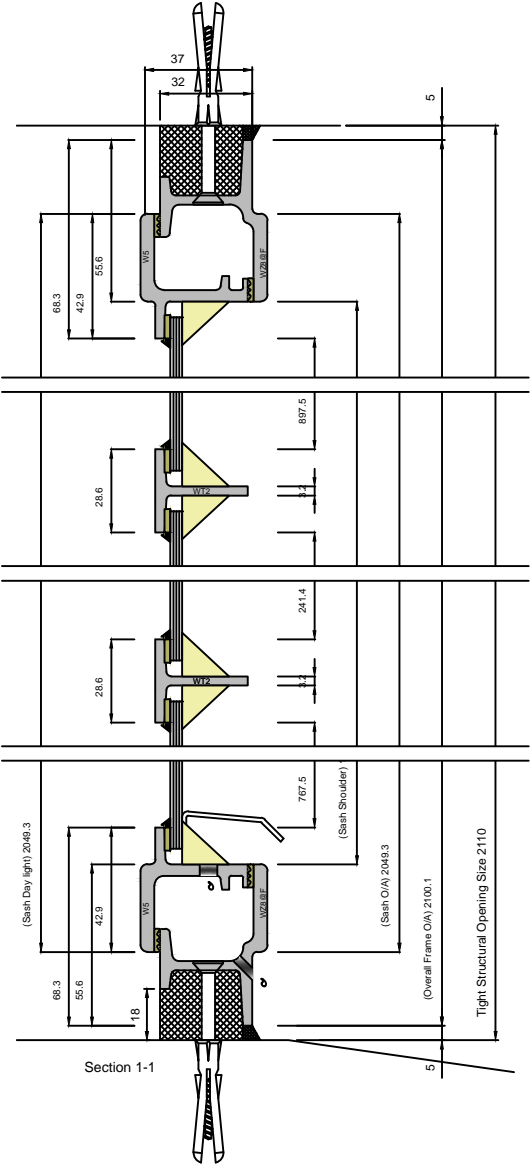 37
32
5
55.6
68.3
42.9
W5
WZ8@F
897.5
28.6
WT2
3.2
241.4
28.6
WT2
3.2
767.5
(Sash Shoulder)
(Sash Day light) 2049.3
42.9
W5
WZ8@F
(Sash O/A) 2049.3
68.3
55.6
(Overall Frame O/A) 2100.1
Tight Structural Opening Size 2110
18
Section 1-1
5